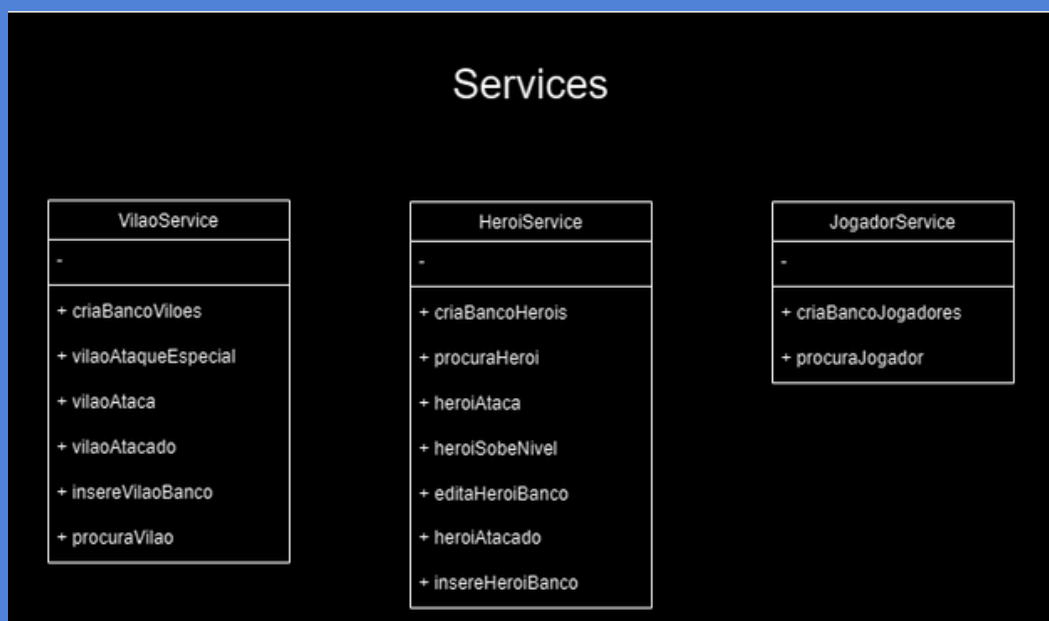 Services
VilaoService
-
+ criaBancoViloes
+ vilaoAtaqueEspecial
+ vilaoAtaca
+ vilaoAtacado
+ insereVilaoBanco
+ procuraVilao
HeroiService
-
+ criaBancoHerois
+ procuraHeroi
+ heroiAtaca
+ heroiSobeNivel
+ editaHeroiBanco
+ heroiAtacado
+ insereHeroiBanco
JogadorService
-
+ criaBancoJogadores
+ procuraJogador